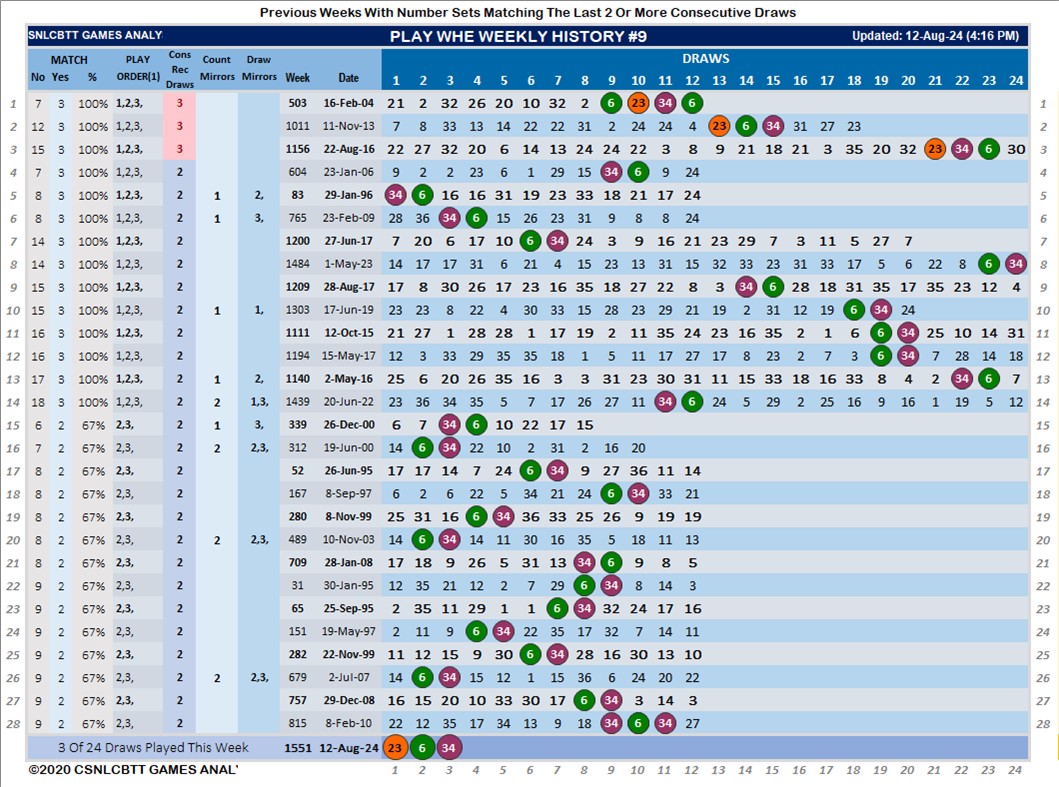 Previous Weeks With Number Sets Matching The Last 2 Or More Consecutive Draws
SNLCBTT GAMES ANALY PLAY WHE WEEKLY HISTORY #9 Updated: 12-Aug-24 (4:16 PM)
MATCH PLAY Cons Rec Draws Count Draw DRAWS
No Yes % ORDER(1) Mirrors Mirrors Week Date 1 2 3 4 5 6 7 8 9 10 11 12 13 14 15 16 17 18 19 20 21 22 23 24
1 7 3 100% 1,2,3, 3 503 16-Feb-04 21 2 32 26 20 10 32 2 6 23 34 6 1
2 12 3 100% 1,2,3, 3 1011 11-Nov-13 7 8 33 13 14 22 22 31 2 24 24 4 13 23 6 34 31 27 23 2
3 15 3 100% 1,2,3, 3 1156 22-Aug-16 22 27 32 20 6 14 13 24 24 22 3 8 9 21 18 21 3 35 20 32 23 34 6 30 3
4 7 3 100% 1,2,3, 2 604 23-Jan-06 9 2 2 23 6 1 29 15 34 6 9 24 4
5 8 3 100% 1,2,3, 2 1 2, 83 29-Jan-96 34 6 16 16 31 19 23 33 18 21 17 24 5
6 8 3 100% 1,2,3, 2 1 3, 765 23-Feb-09 28 36 34 6 15 26 23 31 9 8 8 24 6
7 14 3 100% 1,2,3, 2 1200 27-Jun-17 7 20 6 17 10 6 34 24 3 9 16 21 23 29 7 3 11 5 27 7 7
8 14 3 100% 1,2,3, 2 1484 1-May-23 14 17 17 31 6 21 4 15 23 13 31 15 32 33 23 31 33 17 5 6 22 8 6 34 8
9 15 3 100% 1,2,3, 2 1209 28-Aug-17 17 8 30 26 17 23 16 35 18 27 22 8 3 34 6 28 18 31 35 17 35 23 12 4 9
10 15 3 100% 1,2,3, 2 1 1, 1303 17-Jun-19 23 23 8 22 4 30 33 15 28 23 29 21 19 2 31 12 19 6 34 24 10
11 16 3 100% 1,2,3, 2 1111 12-Oct-15 21 27 1 28 28 1 17 19 2 11 35 24 23 16 35 2 1 6 6 34 25 10 14 31 11
12 16 3 100% 1,2,3, 2 1194 15-May-17 12 3 33 29 35 35 18 1 5 11 17 27 17 8 23 2 7 3 6 34 7 28 14 18 12
13 17 3 100% 1,2,3, 2 1 2, 1140 2-May-16 25 6 20 26 35 16 3 3 31 23 30 31 11 15 33 18 16 33 8 4 2 34 6 7 13
14 18 3 100% 1,2,3, 2 2 1,3, 1439 20-Jun-22 23 36 34 35 5 7 17 26 27 11 34 6 24 5 29 2 25 16 9 16 1 19 5 12 14
15 6 2 67% 2,3, 2 1 3, 339 26-Dec-00 6 7 34 6 10 22 17 8 15 15
16 7 2 67% 2,3, 2 2 2,3, 312 19-Jun-00 14 6 34 22 10 2 31 2 16 20 16
17 8 2 67% 2,3, 2 52 26-Jun-95 17 17 14 7 24 6 34 9 27 36 11 14 17
18 8 2 67% 2,3, 2 167 8-Sep-97 6 2 6 22 5 34 21 24 6 34 33 21 18
19 8 2 67% 2,3, 2 280 8-Nov-99 25 31 16 6 34 36 33 25 26 9 19 19 19
20 8 2 67% 2,3, 2 2 2,3, 489 10-Nov-03 14 6 34 14 11 30 16 35 5 18 11 13 20
21 8 2 67% 2,3, 2 709 28-Jan-08 17 18 9 26 5 31 13 34 6 9 8 5 21
22 9 2 67% 2,3, 2 31 30-Jan-95 12 35 21 12 2 7 29 6 34 8 14 3 22
23 9 2 67% 2,3, 2 65 25-Sep-95 2 35 11 29 1 1 6 34 32 24 17 16 23
24 9 2 67% 2,3, 2 151 19-May-97 2 11 9 6 34 22 35 17 32 7 14 11 24
25 9 2 67% 2,3, 2 282 22-Nov-99 11 12 15 9 30 6 34 28 16 30 13 10 25
26 9 2 67% 2,3, 2 2 2,3, 679 2-Jul-07 14 6 34 15 12 1 15 36 6 24 20 22 26
27 9 2 67% 2,3, 2 757 29-Dec-08 16 15 20 10 33 30 17 6 34 3 14 3 27
28 9 2 67% 2,3, 2 815 8-Feb-10 22 12 35 17 34 13 9 18 34 6 34 27 28
3 Of 24 Draws Played This Week 1551 12-Aug-24 23 6 34
©2020 CSNLCBTT GAMES ANAL' 1 2 3 4 5 6 7 8 9 10 11 12 13 14 15 16 17 18 19 20 21 22 23 24